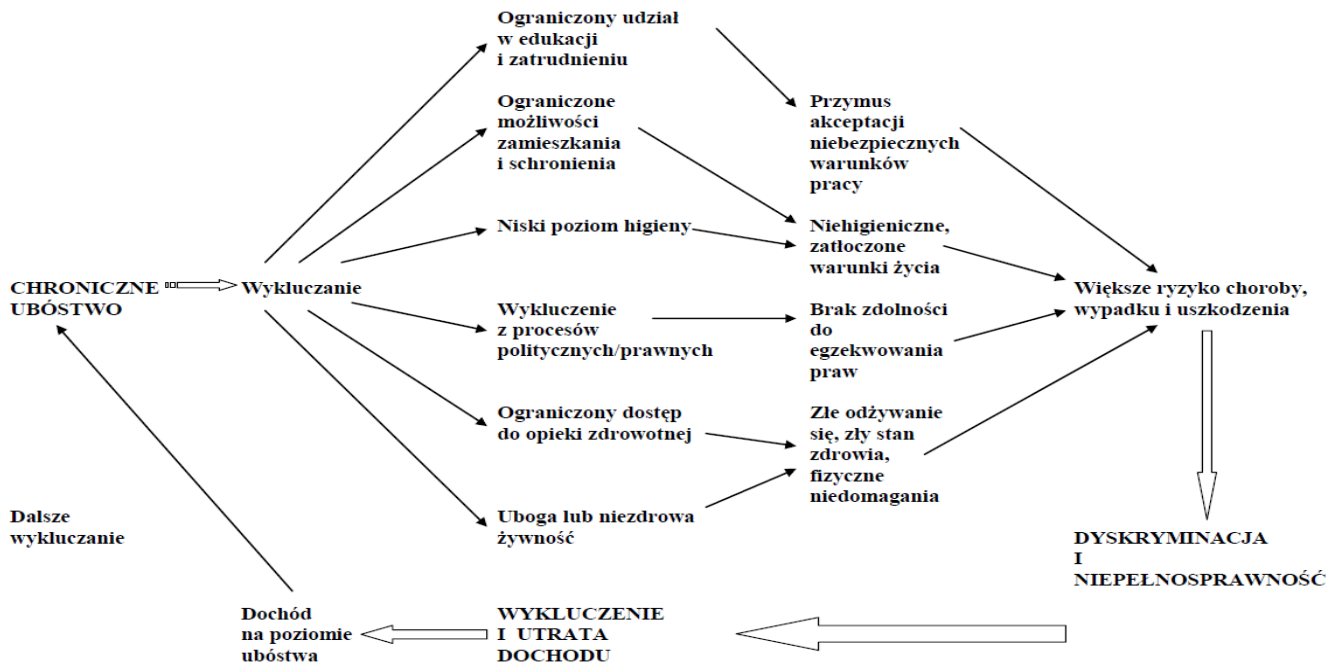 Ograniczony udział
w edukacji
i zatrudnieniu
Ograniczone
możliwości
zamieszkania
i schronienia
Przymus
akceptacji
niebezpiecznych
warunków
pracy
Niski poziom higieny
Niehigieniczne,
zatłoczone
warunki życia
CHRONICZNE
UBÓSTWO
Wykluczanie
Większe ryzyko choroby,
wypadku i uszkodzenia
Wykluczenie
z procesów
politycznych/prawnych
Brak zdolności
do
egzekwowania
praw
Ograniczony dostęp
do opieki zdrowotnej
Złe odżywanie
się, zły stan
zdrowia,
fizyczne
niedomagania
Uboga lub niezdrowa
żywność
Dalsze
wykluczanie
DYSKRYMINACJA
I
NIEPEŁNOSPRAWNOŚĆ
Dochód
na poziomie
ubóstwa
WYKLUCZENIE
I UTRATA
DOCHODU